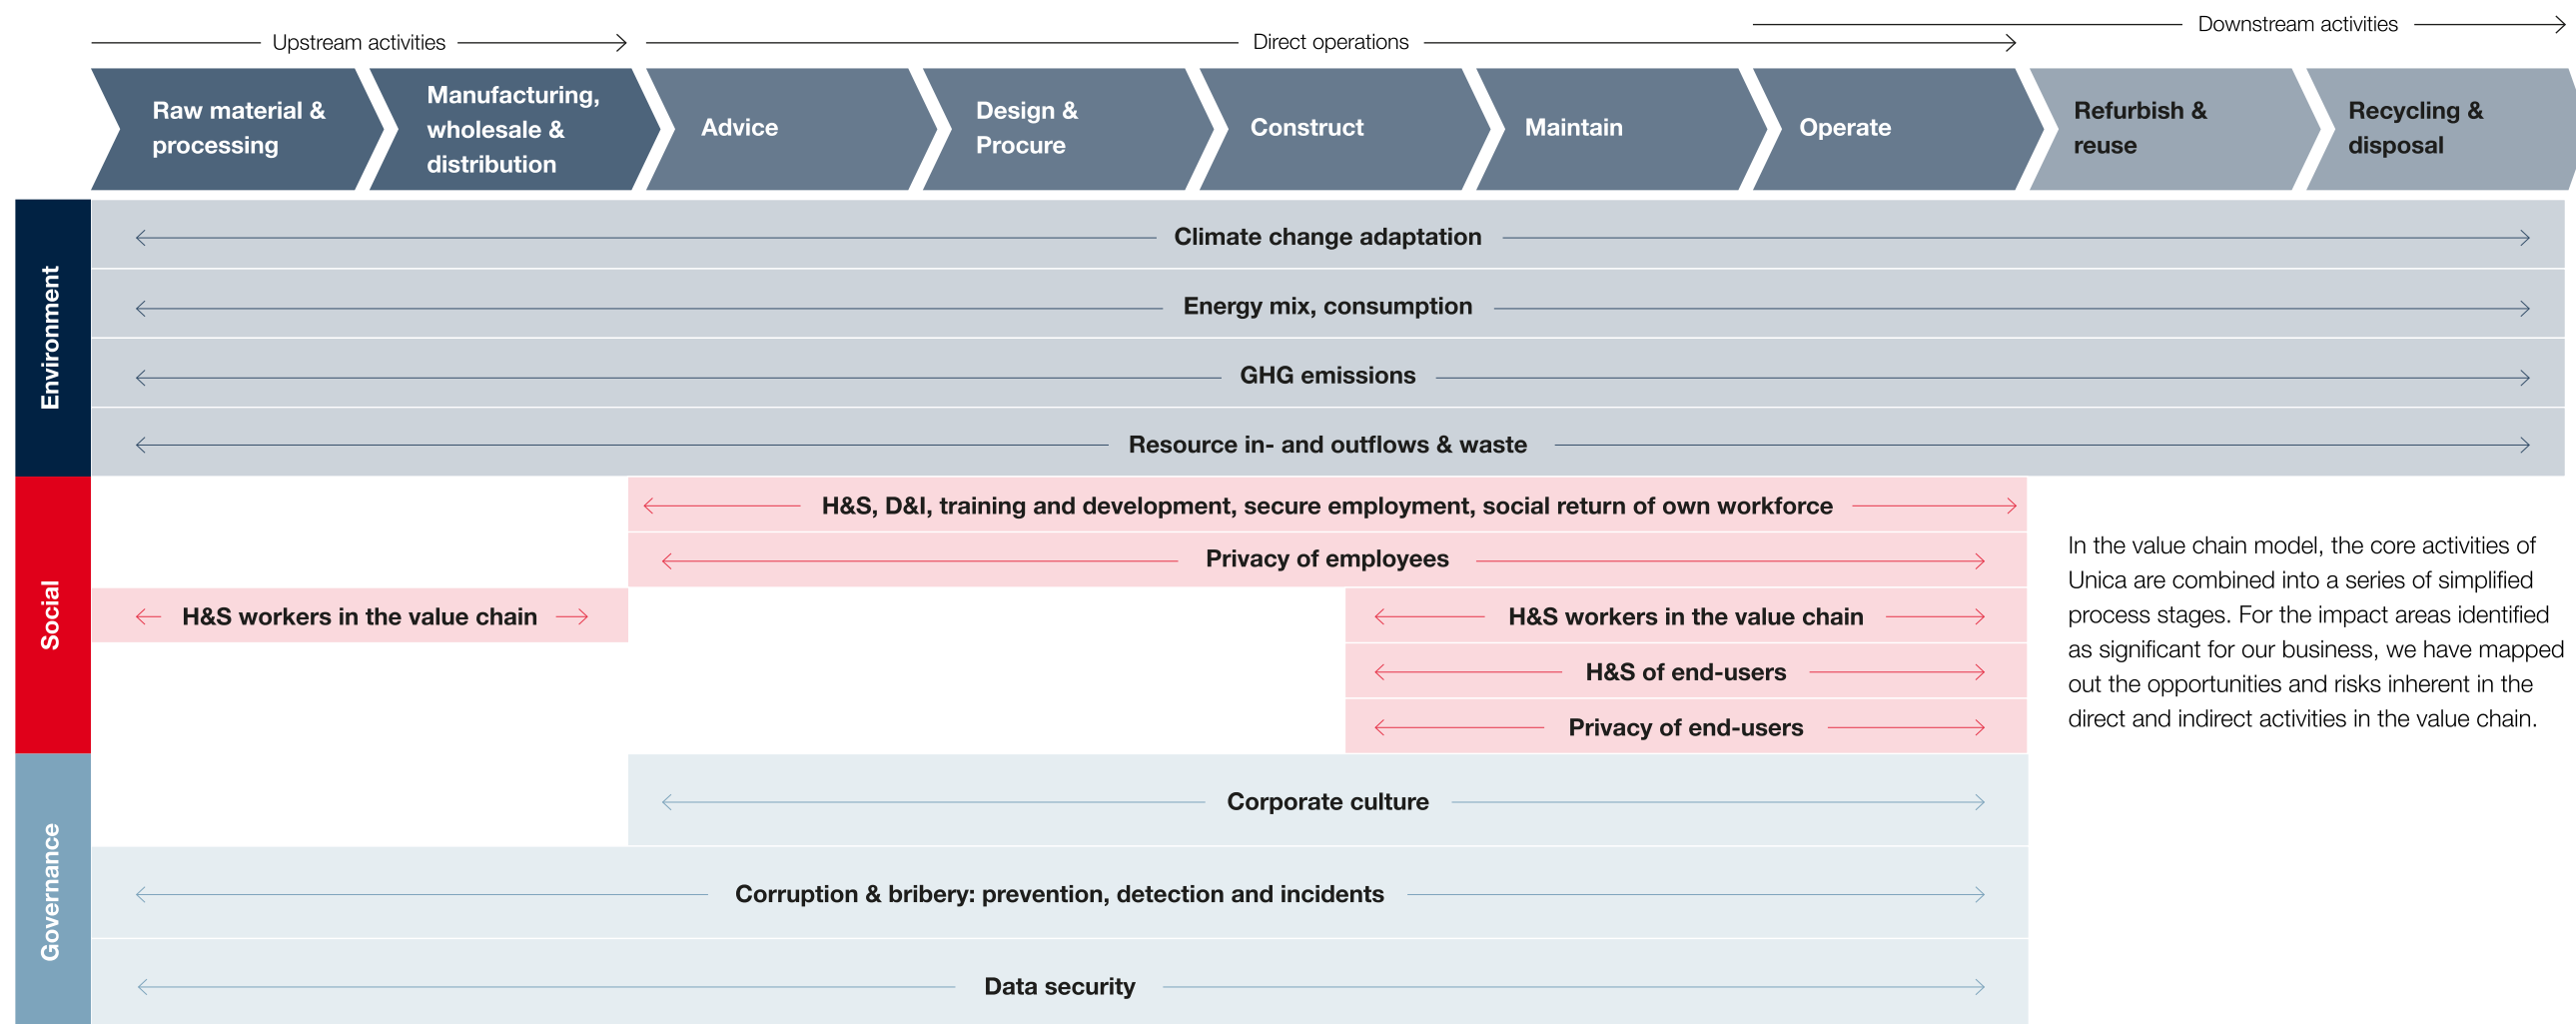 Downstream activities
Upstream activities
Direct operations
Raw material &
processing
Manufacturing,
wholesale &
distribution
Advice
Design &
Procure
Construct
Maintain
Operate
Refurbish &
reuse
Recycling &
disposal
Environment
Climate change adaptation
Energy mix, consumption
GHG emissions
Resource in- and outflows & waste
Social
H&S, D&I, training and development, secure employment, social return of own workforce
Privacy of employees
H&S workers in the value chain
H&S workers in the value chain
H&S of end-users
Privacy of end-users
In the value chain model, the core activities of
Unica are combined into a series of simplified
process stages. For the impact areas identified
as significant for our business, we have mapped
out the opportunities and risks inherent in the
direct and indirect activities in the value chain.
Governance
Corporate culture
Corruption & bribery: prevention, detection and incidents
Data security